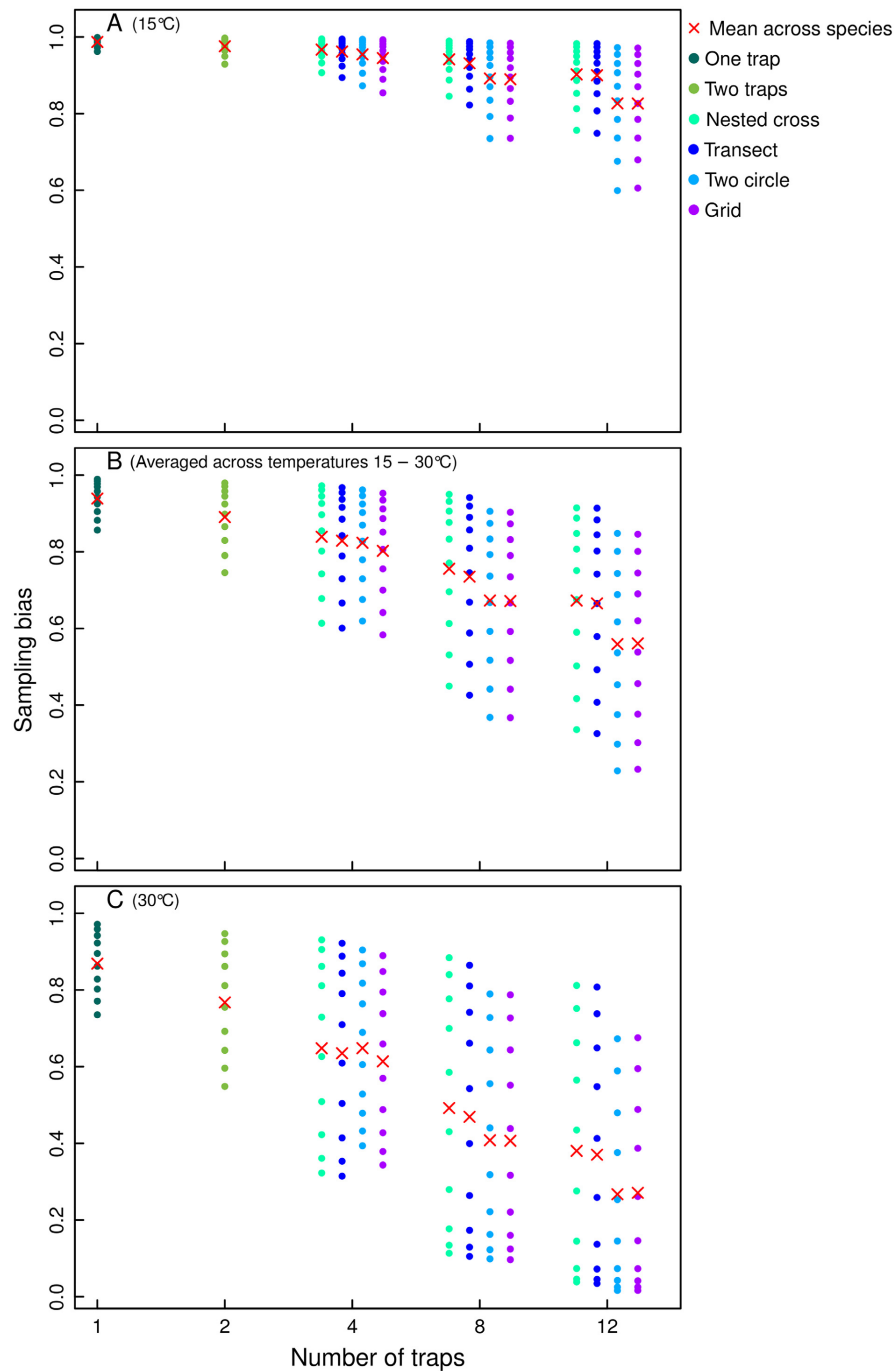 A (15°C)
1.0
0.8
0.6
0.4
0.2
0.0
Mean across species
One trap
Two traps
Nested cross
Transect
Two circle
Grid
B (Averaged across temperatures 15 – 30°C)
1.0
0.8
0.6
0.4
0.2
0.0
Sampling bias
C (30°C)
1.0
0.8
0.6
0.4
0.2
0.0
1 2 4 8 12
Number of traps